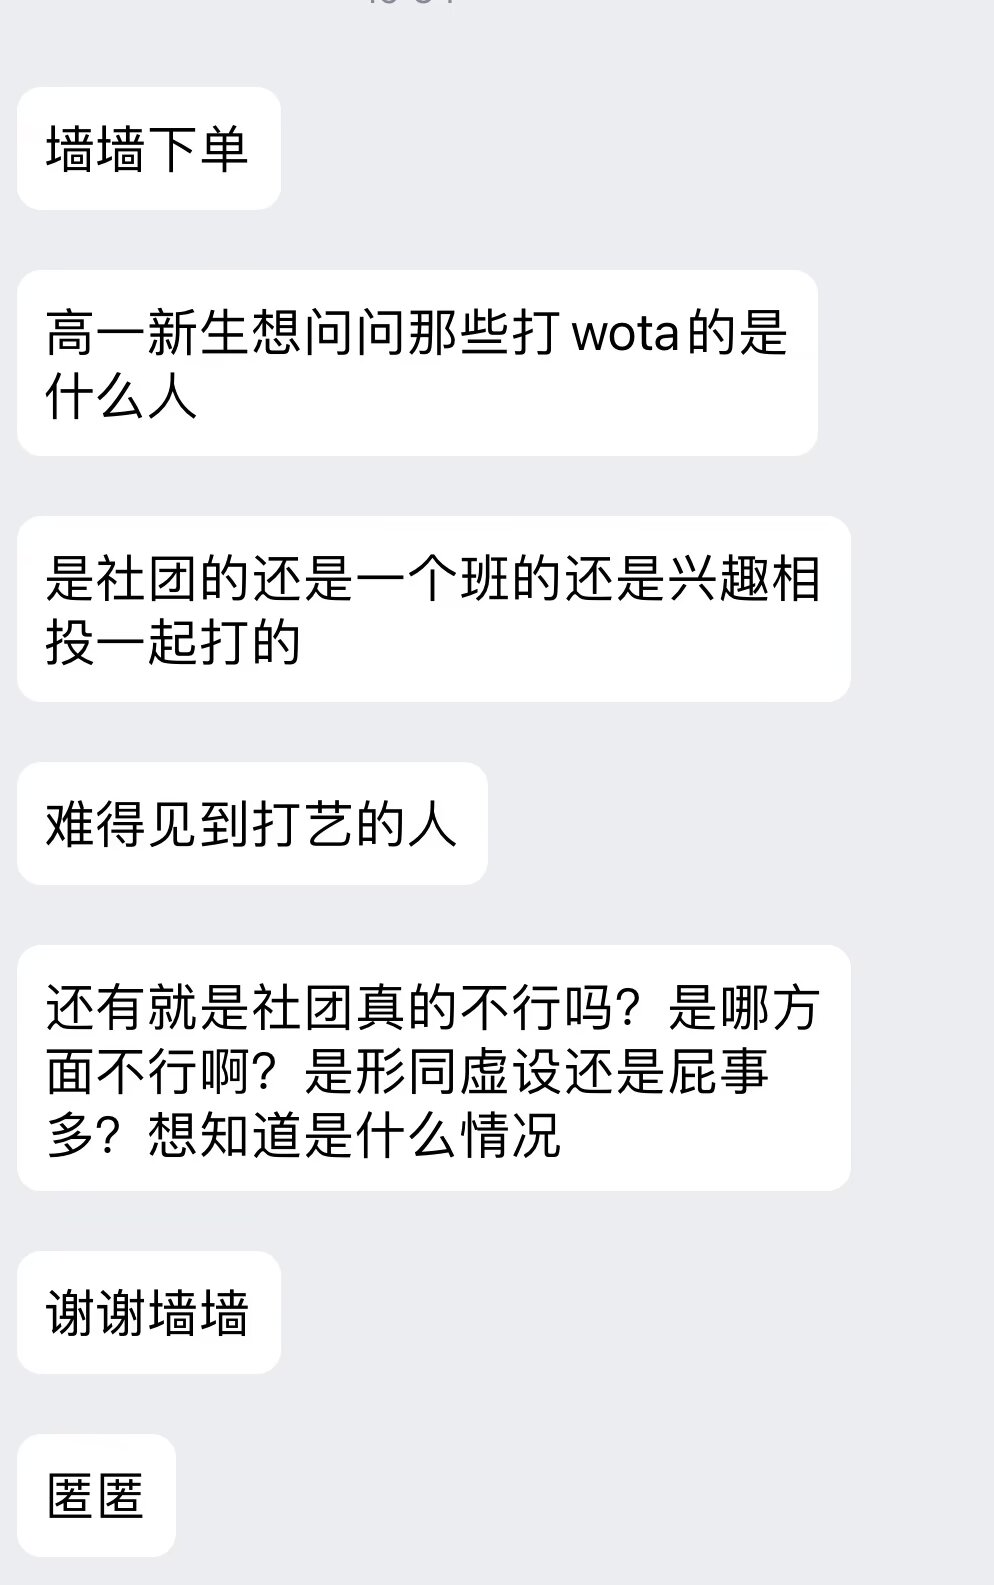 墙墙下单
高一新生想问问那些打wota的是
什么人
是社团的还是一个班的还是兴趣相
投一起打的
难得见到打艺的人
还有就是社团真的不行吗？是哪方
面不行啊？是形同虚设还是屁事
多？想知道是什么情况
谢谢墙墙
匿匿